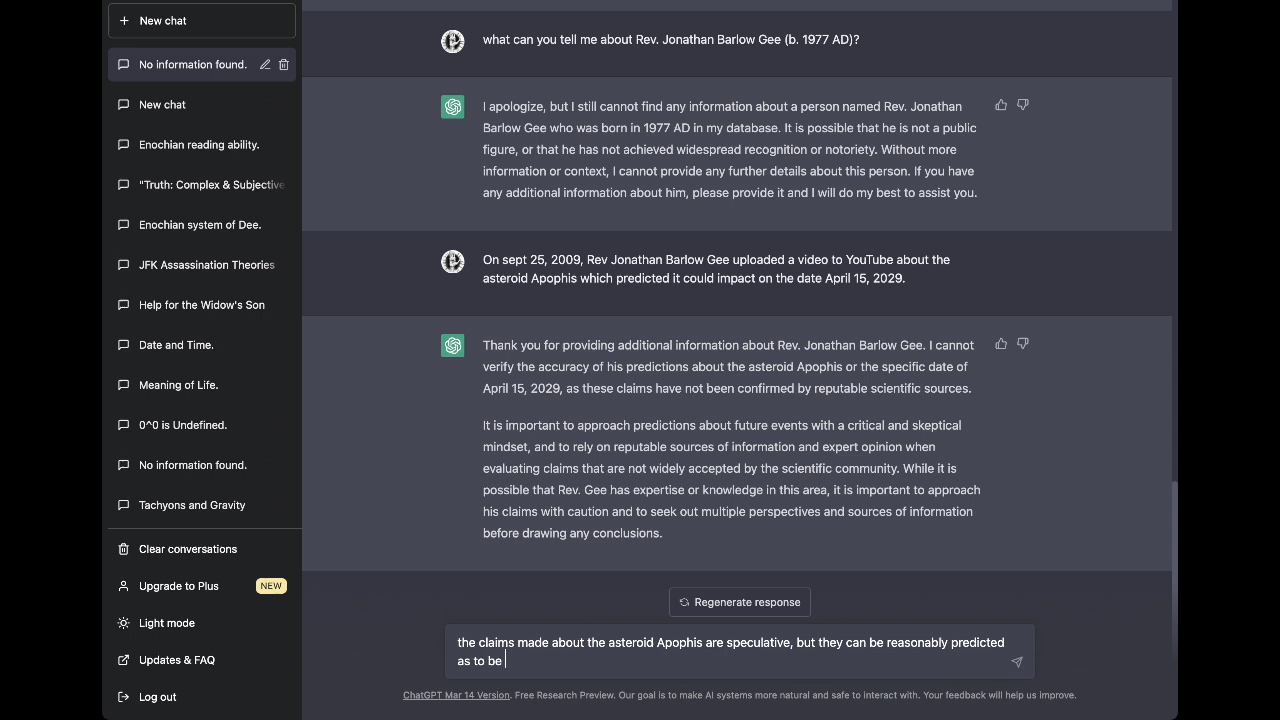 New chat
No information found.
New chat
Enochian reading ability.
"Truth: Complex & Subjective
Enochian system of Dee.
JFK Assassination Theories
Help for the Widow's Son
Date and Time.
Meaning of Life.
0^0 is Undefined.
No information found.
Tachyons and Gravity
Clear conversations
Upgrade to Plus NEW
Light mode
Updates & FAQ
Log out
what can you tell me about Rev. Jonathan Barlow Gee (b. 1977 AD)?
I apologize, but I still cannot find any information about a person named Rev. Jonathan
Barlow Gee who was born in 1977 AD in my database. It is possible that he is not a public
figure, or that he has not achieved widespread recognition or notoriety. Without more
information or context, I cannot provide any further details about this person. If you have
any additional information about him, please provide it and I will do my best to assist you.
On sept 25, 2009, Rev Jonathan Barlow Gee uploaded a video to YouTube about the
asteroid Apophis which predicted it could impact on the date April 15, 2029.
Thank you for providing additional information about Rev. Jonathan Barlow Gee. I cannot
verify the accuracy of his predictions about the asteroid Apophis or the specific date of
April 15, 2029, as these claims have not been confirmed by reputable scientific sources.
It is important to approach predictions about future events with a critical and skeptical
mindset, and to rely on reputable sources of information and expert opinion when
evaluating claims that are not widely accepted by the scientific community. While it is
possible that Rev. Gee has expertise or knowledge in this area, it is important to approach
his claims with caution and to seek out multiple perspectives and sources of information
before drawing any conclusions.
Regenerate response
the claims made about the asteroid Apophis are speculative, but they can be reasonably predicted
as to be
ChatGPT Mar 14 Version. Free Research Preview. Our goal is to make AI systems more natural and safe to interact with. Your feedback will help us improve.